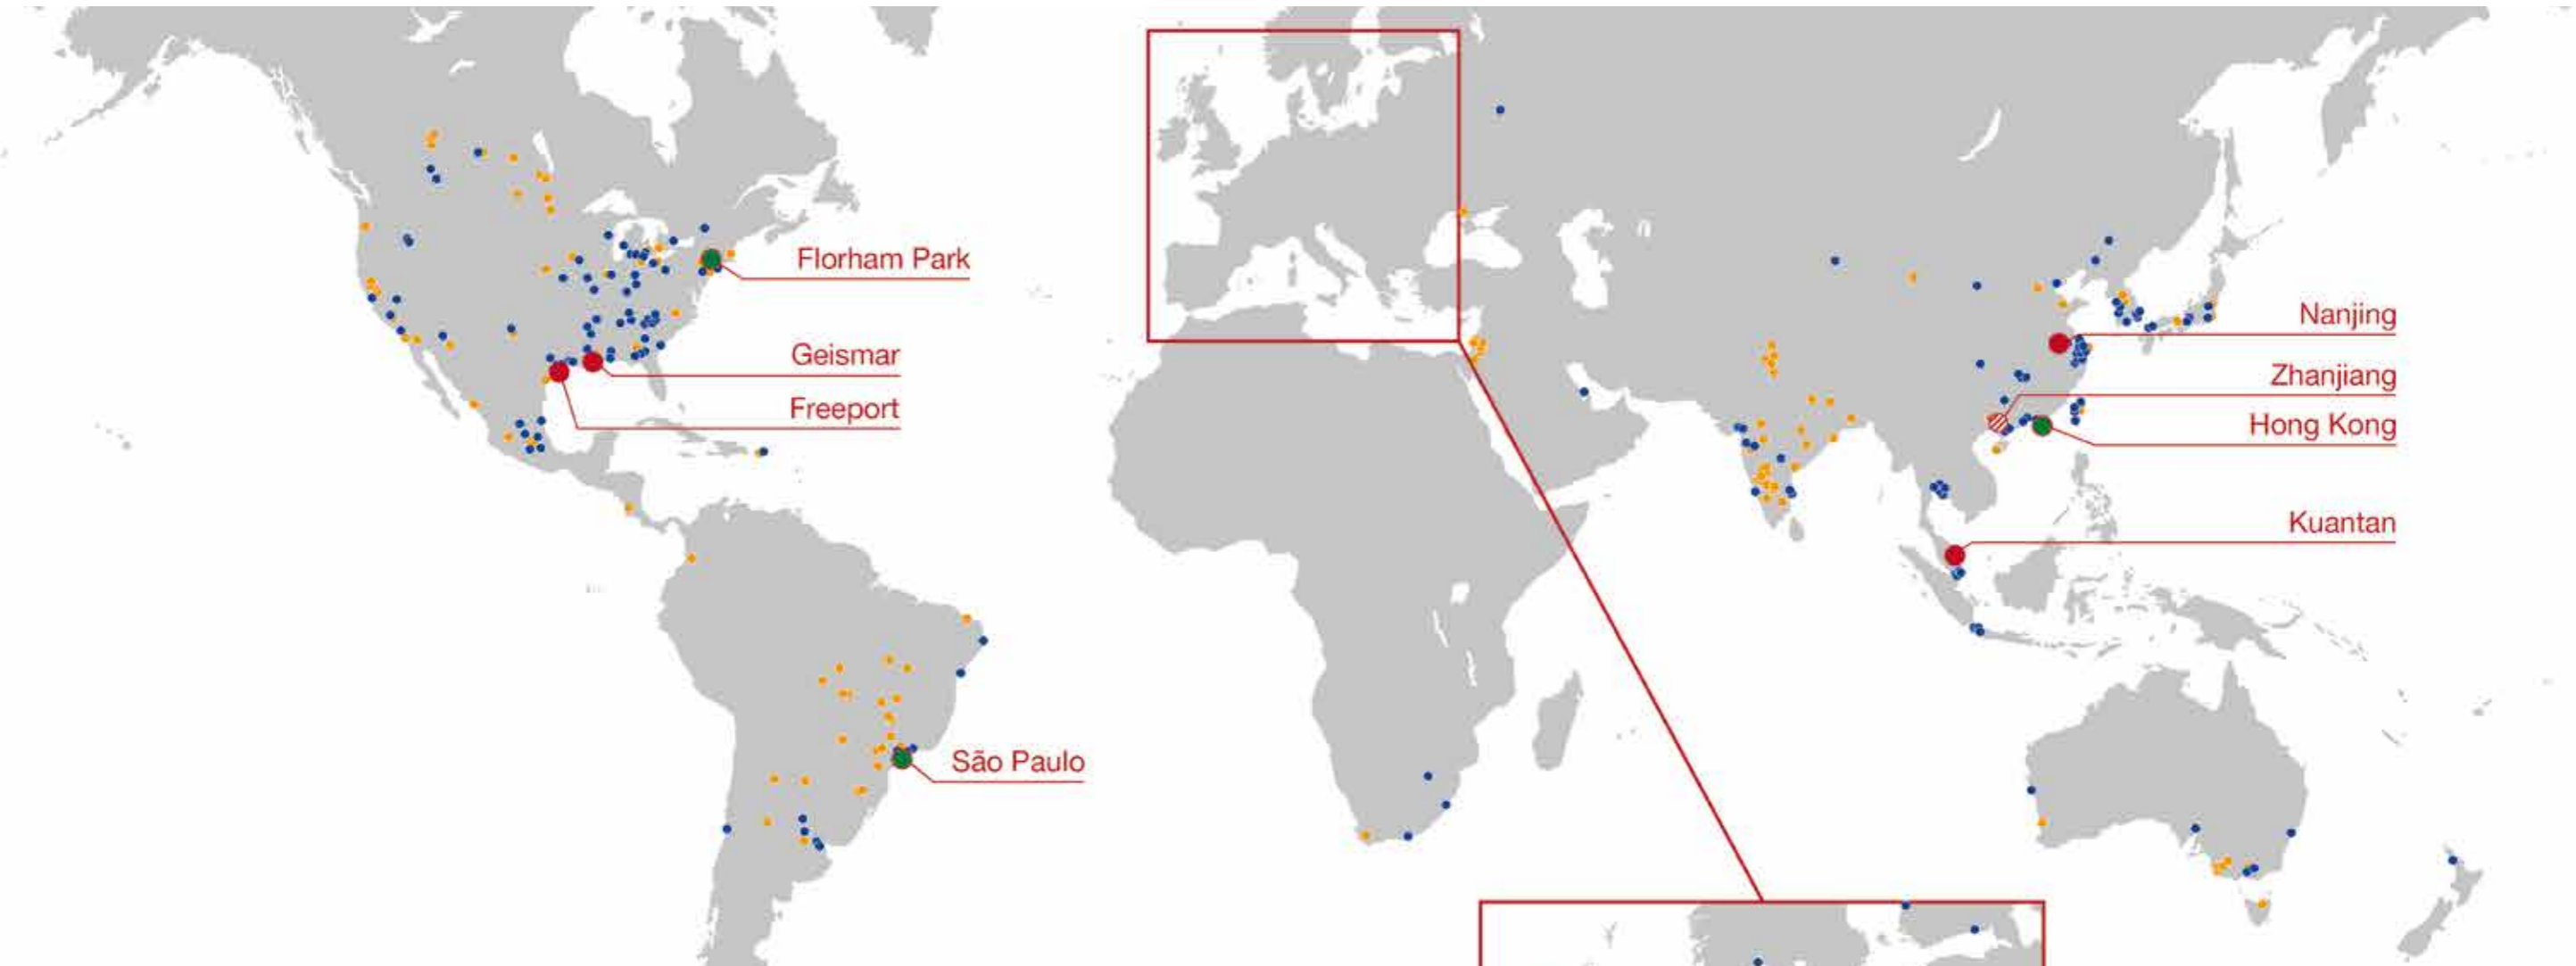 Florham Park
Geismar
Freeport
São Paulo
Nanjing
Zhanjiang
Hong Kong
Kuantan